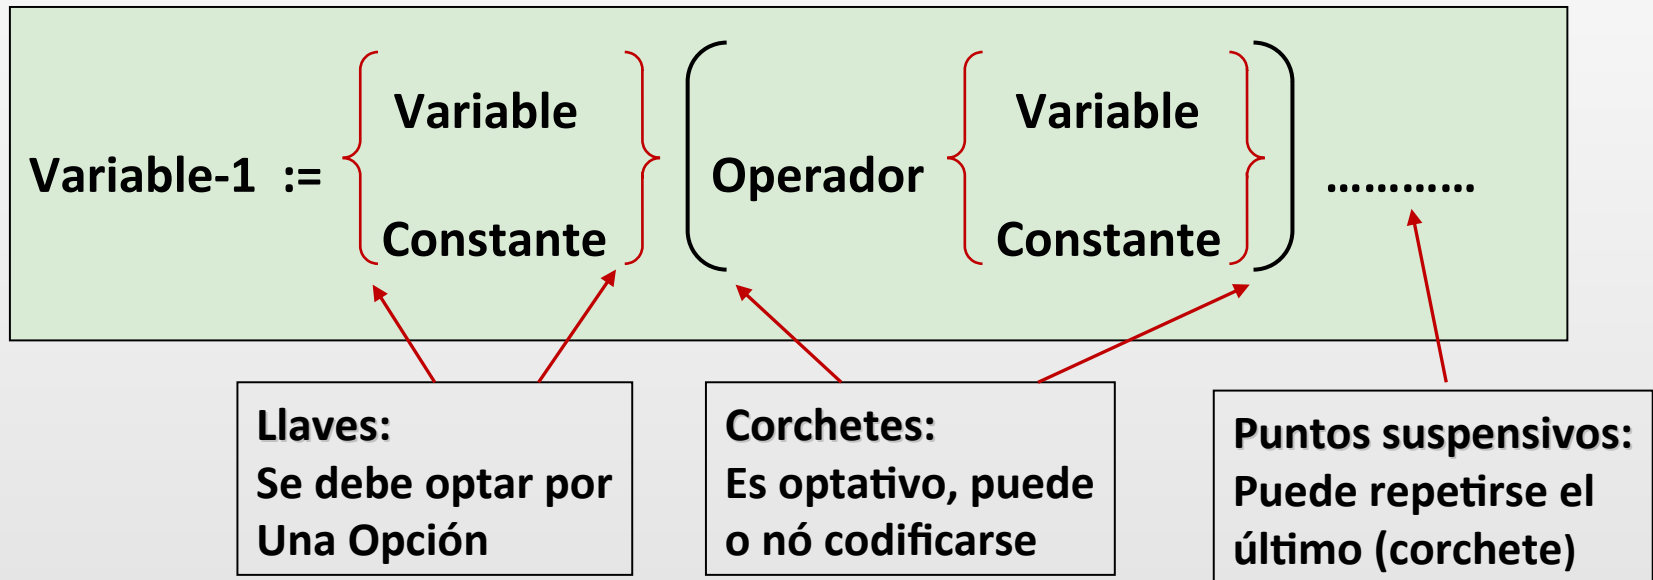 Variable Variable
Variable-1 := Operador …………
Constante Constante
Llaves:
Se debe optar por
Una Opción
Corchetes:
Es optativo, puede
o nó codificarse
Puntos suspensivos:
Puede repetirse el
último (corchete)